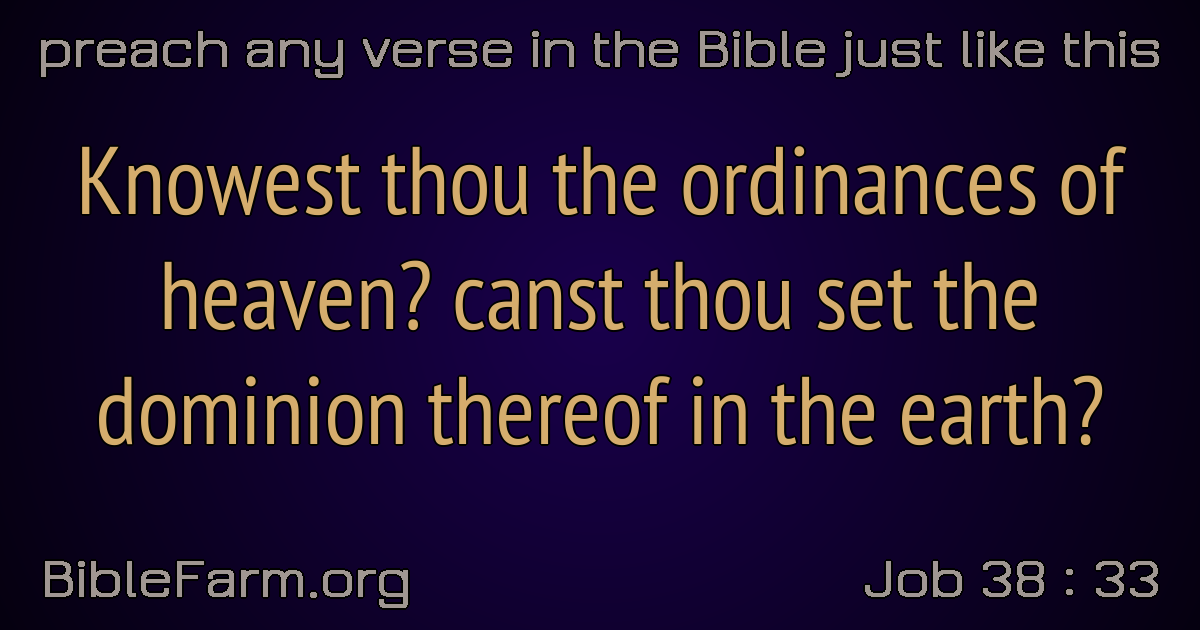 preach any verse in the Bible just like this
Knowest thou the ordinances of
heaven? canst thou set the
dominion thereof in the earth?
BibleFarm.org
Job 38 : 33